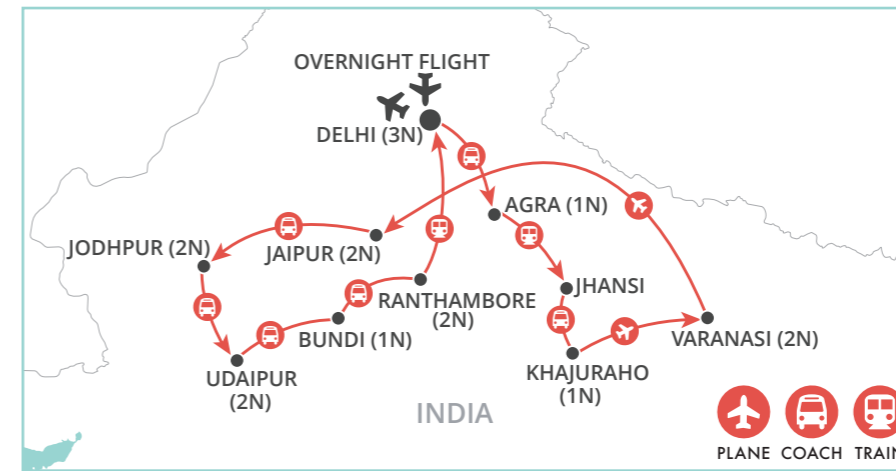 OVERNIGHT FLIGHT
DELHI (3N)
AGRA (1N)
JODHPUR (2N)
JAIPUR (2N)
JHANSI
RANTHAMBORE
(2N)
BUNDI (1N)
VARANASI (2N)
UDAIPUR
(2N)
KHAJURAHO
(1N)
INDIA
PLANE COACH TRAIN